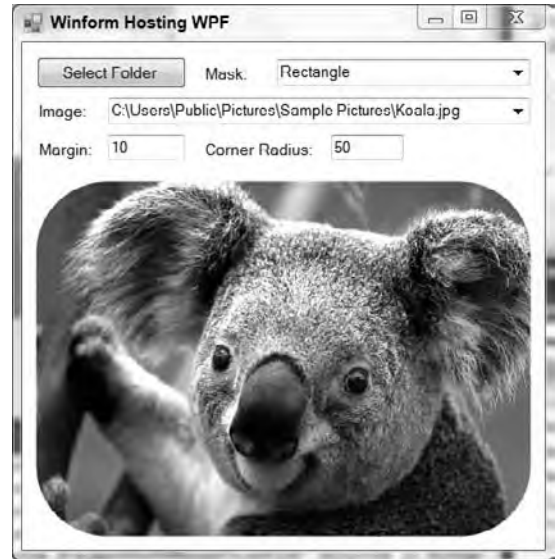 Winform Hosting WPF
Select Folder Mask: Rectangle
Image: C:\Users\Public\Pictures\Sample Pictures\Koala.jpg
Margin: 10 Corner Radius: 50